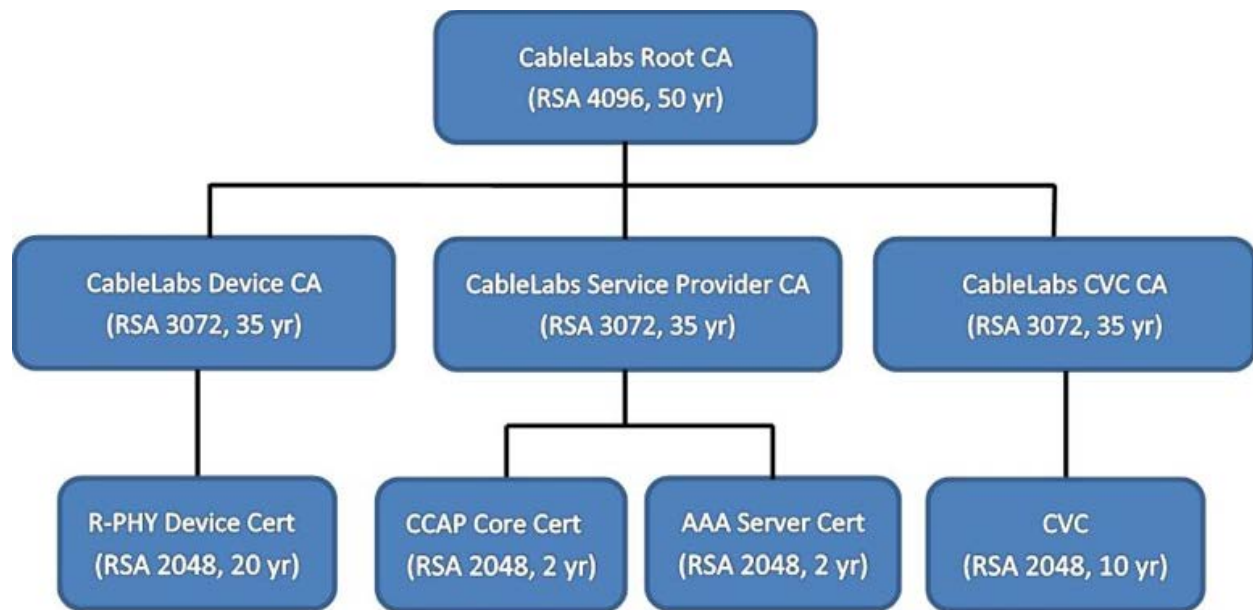 CableLabs Root CA
(RSA 4096, 50 yr)
CableLabs Device CA
(RSA 3072, 35 yr)
CableLabs Service Provider CA
(RSA 3072, 35 yr)
CableLabs CVC CA
(RSA 3072, 35 yr)
R-PHY Device Cert
(RSA 2048, 20 yr)
CCAP Core Cert
(RSA 2048, 2 yr)
AAA Server Cert
(RSA 2048, 2 yr)
CVC
(RSA 2048, 10 yr)